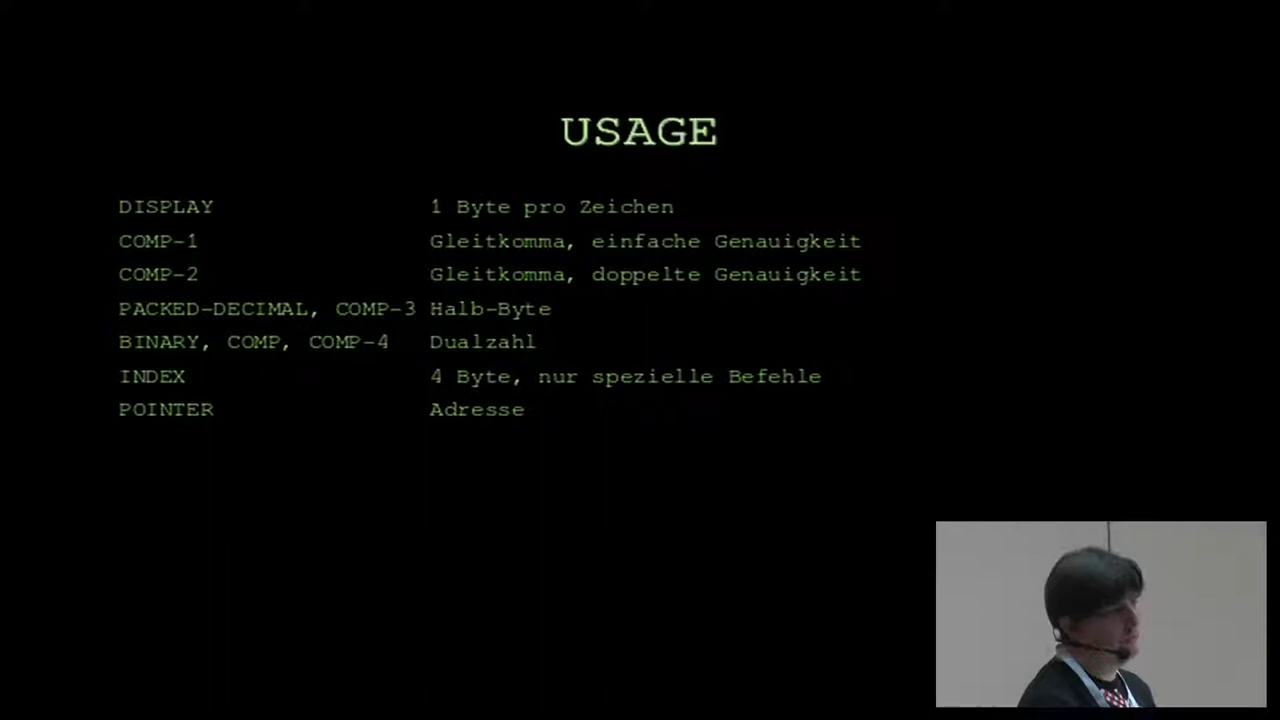 USAGE
DISPLAY 1 Byte pro Zeichen
COMP-1 Gleitkomma, einfache Genauigkeit
COMP-2 Gleitkomma, doppelte Genauigkeit
PACKED-DECIMAL, COMP-3 Halb-Byte
BINARY, COMP, COMP-4 Dualzahl
INDEX 4 Byte, nur spezielle Befehle
POINTER Adresse